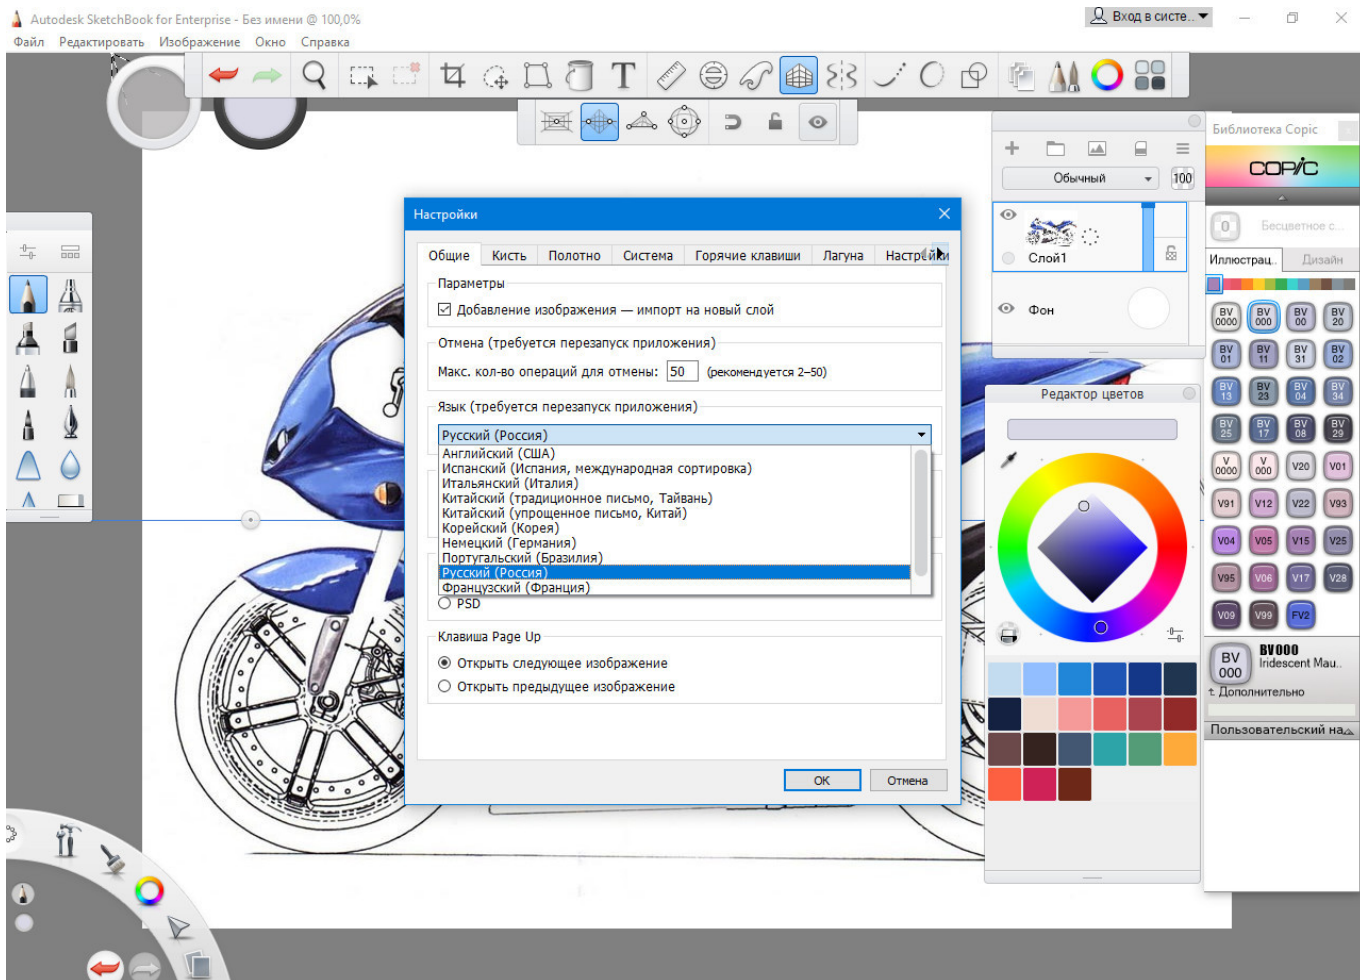 Autodesk SketchBook for Enterprise - Без имени @ 100,0%
Вход в систе..
Файл Редактировать Изображение Окно Справка
Библиотека Copic
COPIC
Обычный
100
0
Бесцветное с...
Слой1
Иллюстрац..
Дизайн
Фон
Настройки
Общие Кисть Полотно Система Горячие клавиши Лагуна Настройки
Параметры
Добавление изображения — импорт на новый слой
Отмена (требуется перезапуск приложения)
Макс. кол-во операций для отмены: 50 (рекомендуется 2–50)
Язык (требуется перезапуск приложения)
Русский (Россия)
Английский (США)
Испанский (Испания, международная сортировка)
Итальянский (Италия)
Китайский (традиционное письмо, Тайвань)
Китайский (упрощенное письмо, Китай)
Корейский (Корея)
Немецкий (Германия)
Португальский (Бразилия)
Русский (Россия)
Французский (Франция)
PSD
Клавиша Page Up
Открыть следующее изображение
Открыть предыдущее изображение
OK
Отмена
Редактор цветов
BV 0000 BV 000 BV 00 BV 20
BV 01 BV 11 BV 31 BV 02
BV 13 BV 23 BV 04 BV 34
BV 25 BV 17 BV 08 BV 29
V 0000 V 000 V20 V01
V91 V12 V22 V93
V04 V05 V15 V25
V95 V06 V17 V28
V09 V99 FV2
BV 000
BV000
Iridescent Mau..
Дополнительно
Пользовательский на